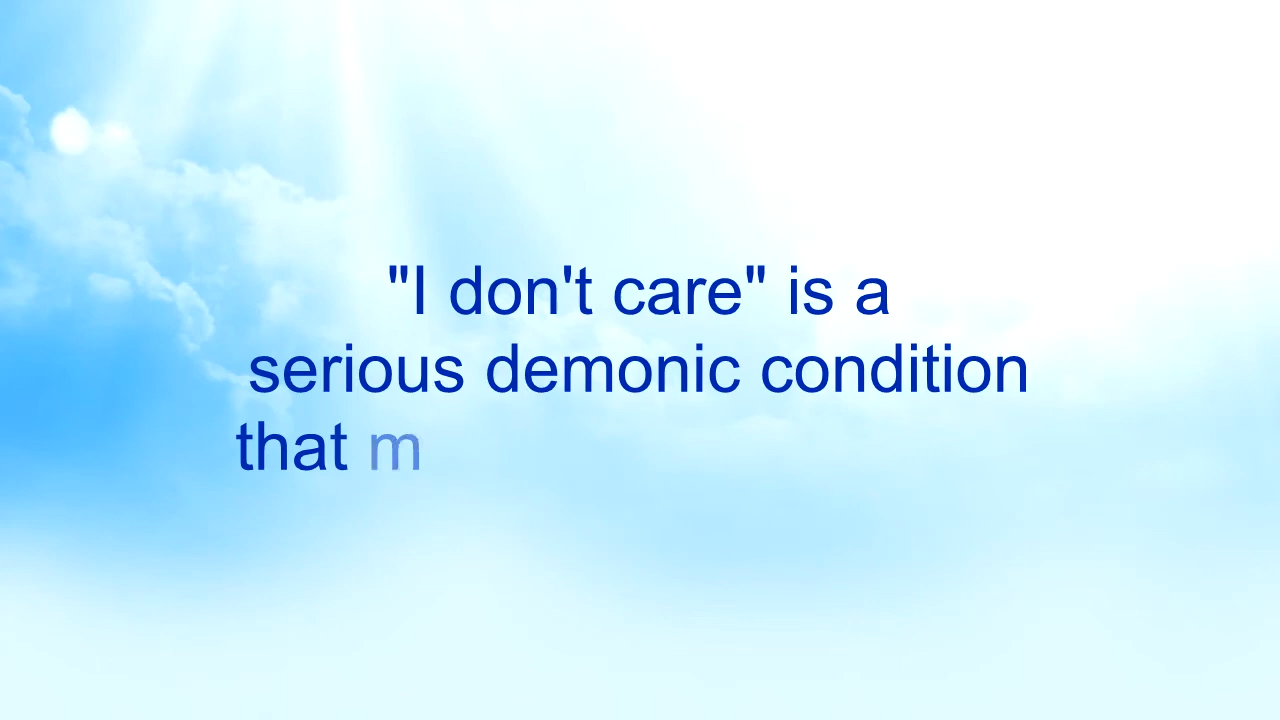 "I don't care" is a
serious demonic condition
that m